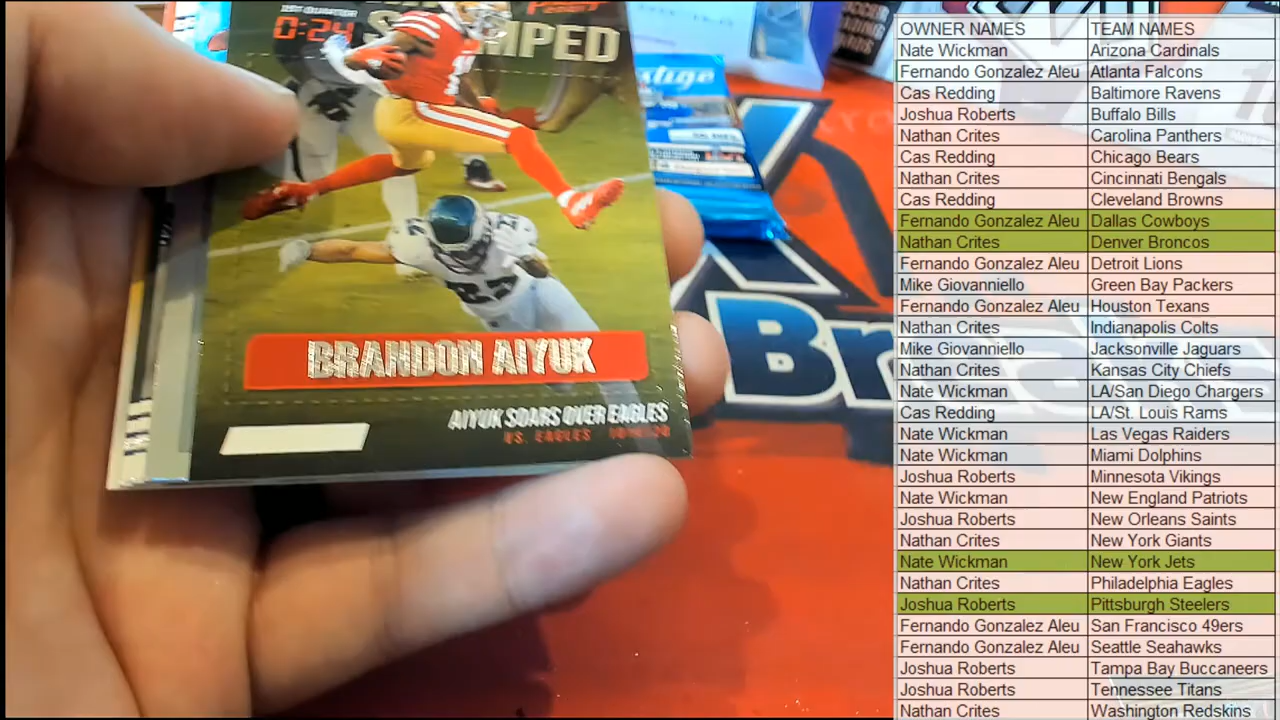 0:24
BRANDON AIYUK
AIYUK SOARS OVER EAGLES
VS. EAGLES
Breaks
OWNER NAMES TEAM NAMES
Nate Wickman Arizona Cardinals
Fernando Gonzalez Aleu Atlanta Falcons
Cas Redding Baltimore Ravens
Joshua Roberts Buffalo Bills
Nathan Crites Carolina Panthers
Cas Redding Chicago Bears
Nathan Crites Cincinnati Bengals
Cas Redding Cleveland Browns
Fernando Gonzalez Aleu Dallas Cowboys
Nathan Crites Denver Broncos
Fernando Gonzalez Aleu Detroit Lions
Mike Giovanniello Green Bay Packers
Fernando Gonzalez Aleu Houston Texans
Nathan Crites Indianapolis Colts
Mike Giovanniello Jacksonville Jaguars
Nathan Crites Kansas City Chiefs
Nate Wickman LA/San Diego Chargers
Cas Redding LA/St. Louis Rams
Nate Wickman Las Vegas Raiders
Nate Wickman Miami Dolphins
Joshua Roberts Minnesota Vikings
Nate Wickman New England Patriots
Joshua Roberts New Orleans Saints
Nathan Crites New York Giants
Nate Wickman New York Jets
Nathan Crites Philadelphia Eagles
Joshua Roberts Pittsburgh Steelers
Fernando Gonzalez Aleu San Francisco 49ers
Fernando Gonzalez Aleu Seattle Seahawks
Joshua Roberts Tampa Bay Buccaneers
Joshua Roberts Tennessee Titans
Nathan Crites Washington Redskins